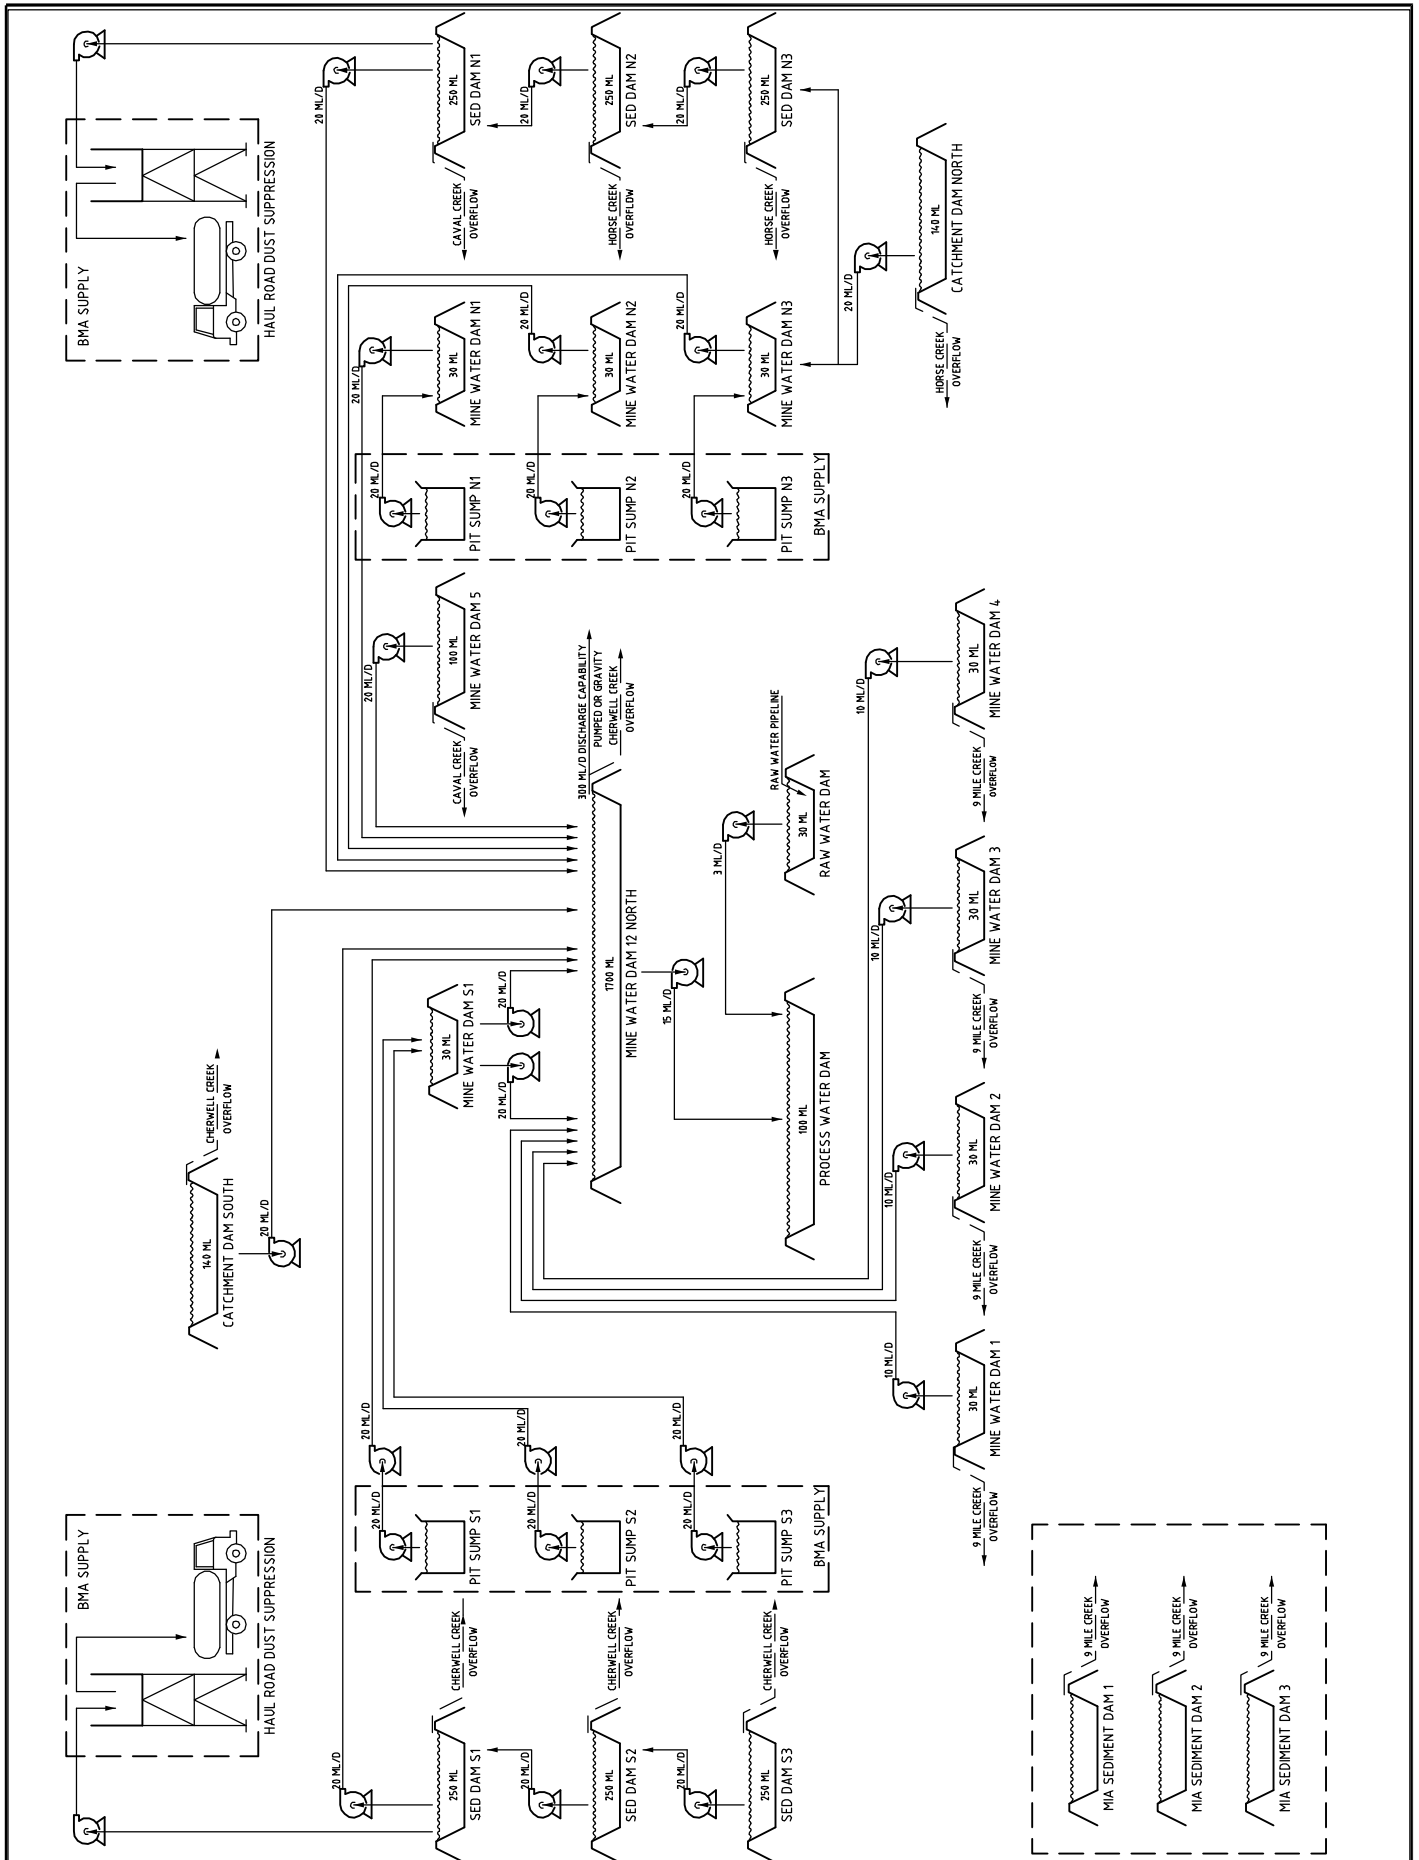 BMA SUPPLY
HAUL ROAD DUST SUPPRESSION
20 ML/D
250 ML
SED DAM N1
CAVAL CREEK
OVERFLOW
20 ML/D
250 ML
SED DAM N2
HORSE CREEK
OVERFLOW
20 ML/D
250 ML
SED DAM N3
HORSE CREEK
OVERFLOW
140 ML
CATCHMENT DAM NORTH
20 ML/D
HORSE CREEK
OVERFLOW
20 ML/D
30 ML
MINE WATER DAM N1
20 ML/D
30 ML
MINE WATER DAM N2
20 ML/D
30 ML
MINE WATER DAM N3
20 ML/D
PIT SUMP N1
20 ML/D
PIT SUMP N2
20 ML/D
PIT SUMP N3
BMA SUPPLY
20 ML/D
100 ML
MINE WATER DAM 5
CAVAL CREEK
OVERFLOW
300 ML/D DISCHARGE CAPABILITY
PUMPED OR GRAVITY
CHERWELL CREEK
OVERFLOW
1700 ML
MINE WATER DAM 12 NORTH
RAW WATER PIPELINE
3 ML/D
30 ML
RAW WATER DAM
15 ML/D
100 ML
PROCESS WATER DAM
10 ML/D
30 ML
MINE WATER DAM 4
9 MILE CREEK
OVERFLOW
10 ML/D
30 ML
MINE WATER DAM 3
9 MILE CREEK
OVERFLOW
10 ML/D
30 ML
MINE WATER DAM 2
9 MILE CREEK
OVERFLOW
10 ML/D
30 ML
MINE WATER DAM 1
9 MILE CREEK
OVERFLOW
30 ML
MINE WATER DAM S1
20 ML/D
20 ML/D
CHERWELL CREEK
OVERFLOW
140 ML
CATCHMENT DAM SOUTH
20 ML/D
20 ML/D
20 ML/D
20 ML/D
20 ML/D
PIT SUMP S1
20 ML/D
PIT SUMP S2
20 ML/D
PIT SUMP S3
BMA SUPPLY
BMA SUPPLY
HAUL ROAD DUST SUPPRESSION
20 ML/D
250 ML
SED DAM S1
CHERWELL CREEK
OVERFLOW
20 ML/D
250 ML
SED DAM S2
CHERWELL CREEK
OVERFLOW
20 ML/D
250 ML
SED DAM S3
CHERWELL CREEK
OVERFLOW
9 MILE CREEK
OVERFLOW
MIA SEDIMENT DAM 1
9 MILE CREEK
OVERFLOW
MIA SEDIMENT DAM 2
9 MILE CREEK
OVERFLOW
MIA SEDIMENT DAM 3